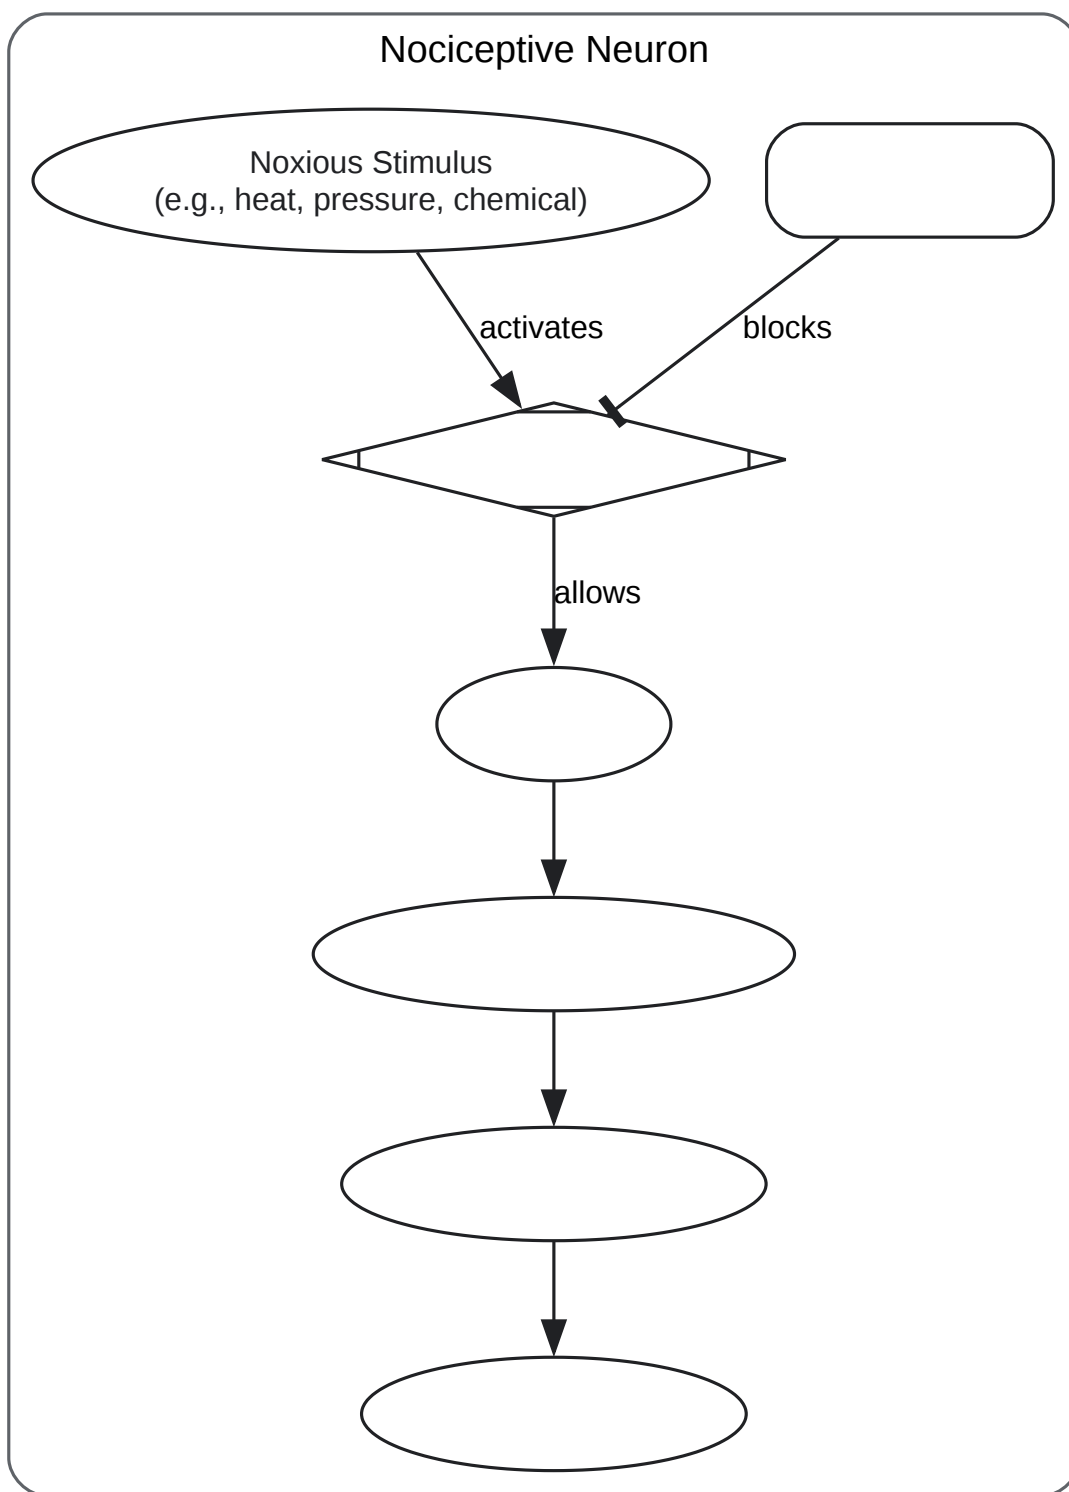 Nociceptive Neuron
Noxious Stimulus
(e.g., heat, pressure, chemical)
activates
blocks
allows